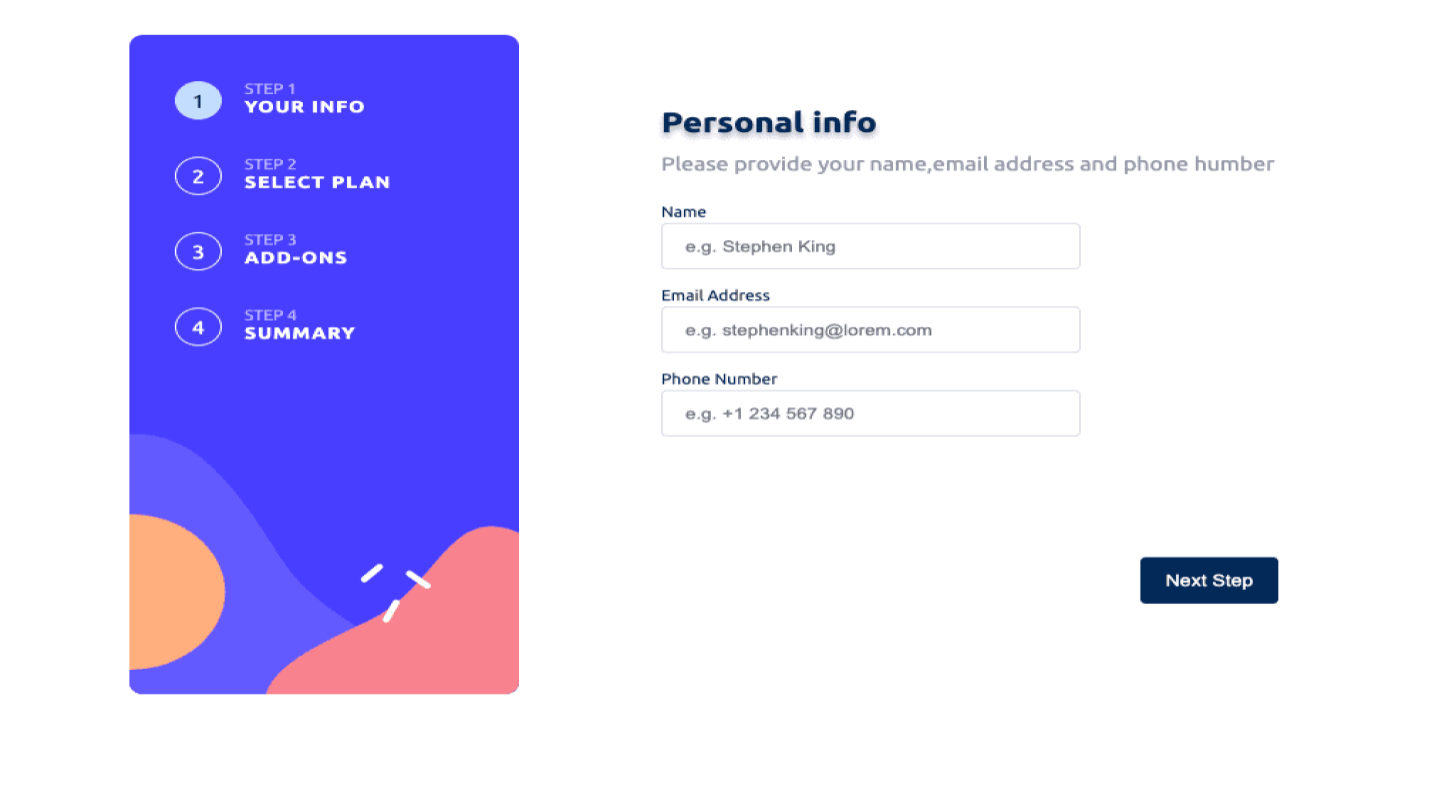 1
STEP 1
YOUR INFO
2
STEP 2
SELECT PLAN
3
STEP 3
ADD-ONS
4
STEP 4
SUMMARY
Personal info
Please provide your name,email address and phone humber
Name
e.g. Stephen King
Email Address
e.g. stephenking@lorem.com
Phone Number
e.g. +1 234 567 890
Next Step